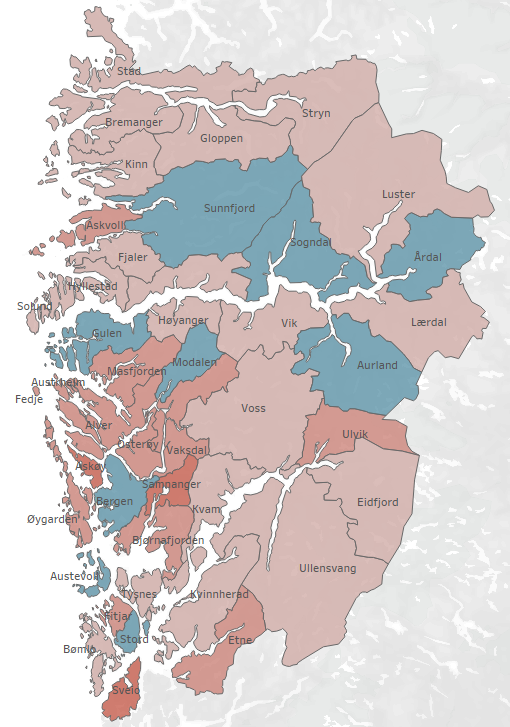 Stad
Stryn
Bremanger
Gloppen
Kinn
Luster
Sunnfjord
Askvoll
Sogndal
Fjaler
Årdal
Hyllestad
Solund
Høyanger
Vik
Lærdal
Gulen
Modalen
Aurland
Masfjorden
Austrheim
Fedje
Voss
Alver
Ulvik
Osterøy
Vaksdal
Askøy
Samnanger
Bergen
Eidfjord
Kvam
Øygarden
Bjørnafjorden
Ullensvang
Austevoll
Tysnes
Kvinnherad
Fitjar
Stord
Etne
Bømlo
Sveio